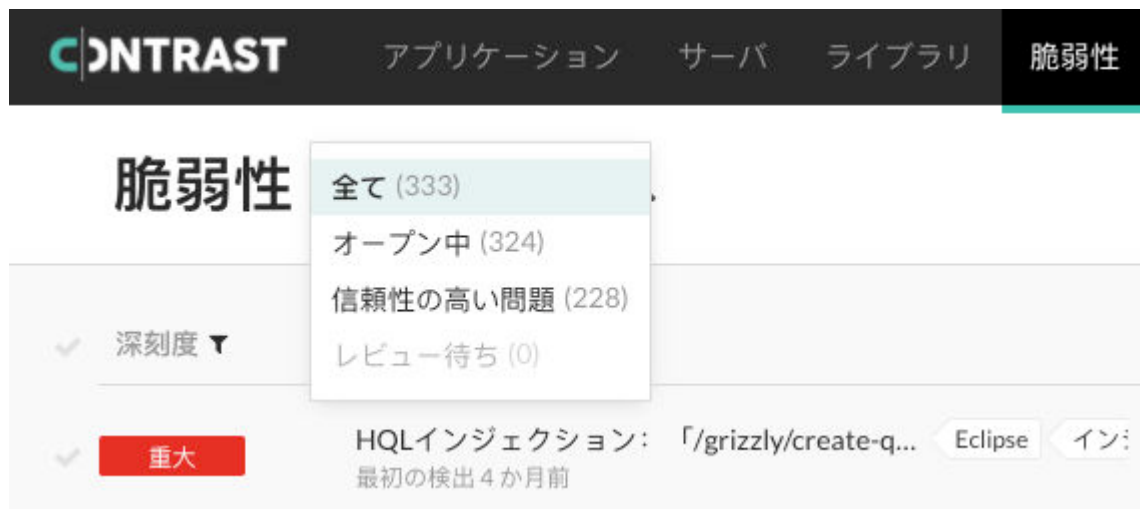 CONTRAST アプリケーション サーバ ライブラリ 脆弱性
脆弱性
全て (333)
オープン中 (324)
信頼性の高い問題 (228)
レビュー待ち (0)
深刻度
重大 HQLインジェクション: 「/grizzly/create-q... Eclipse イン
最初の検出4か月前